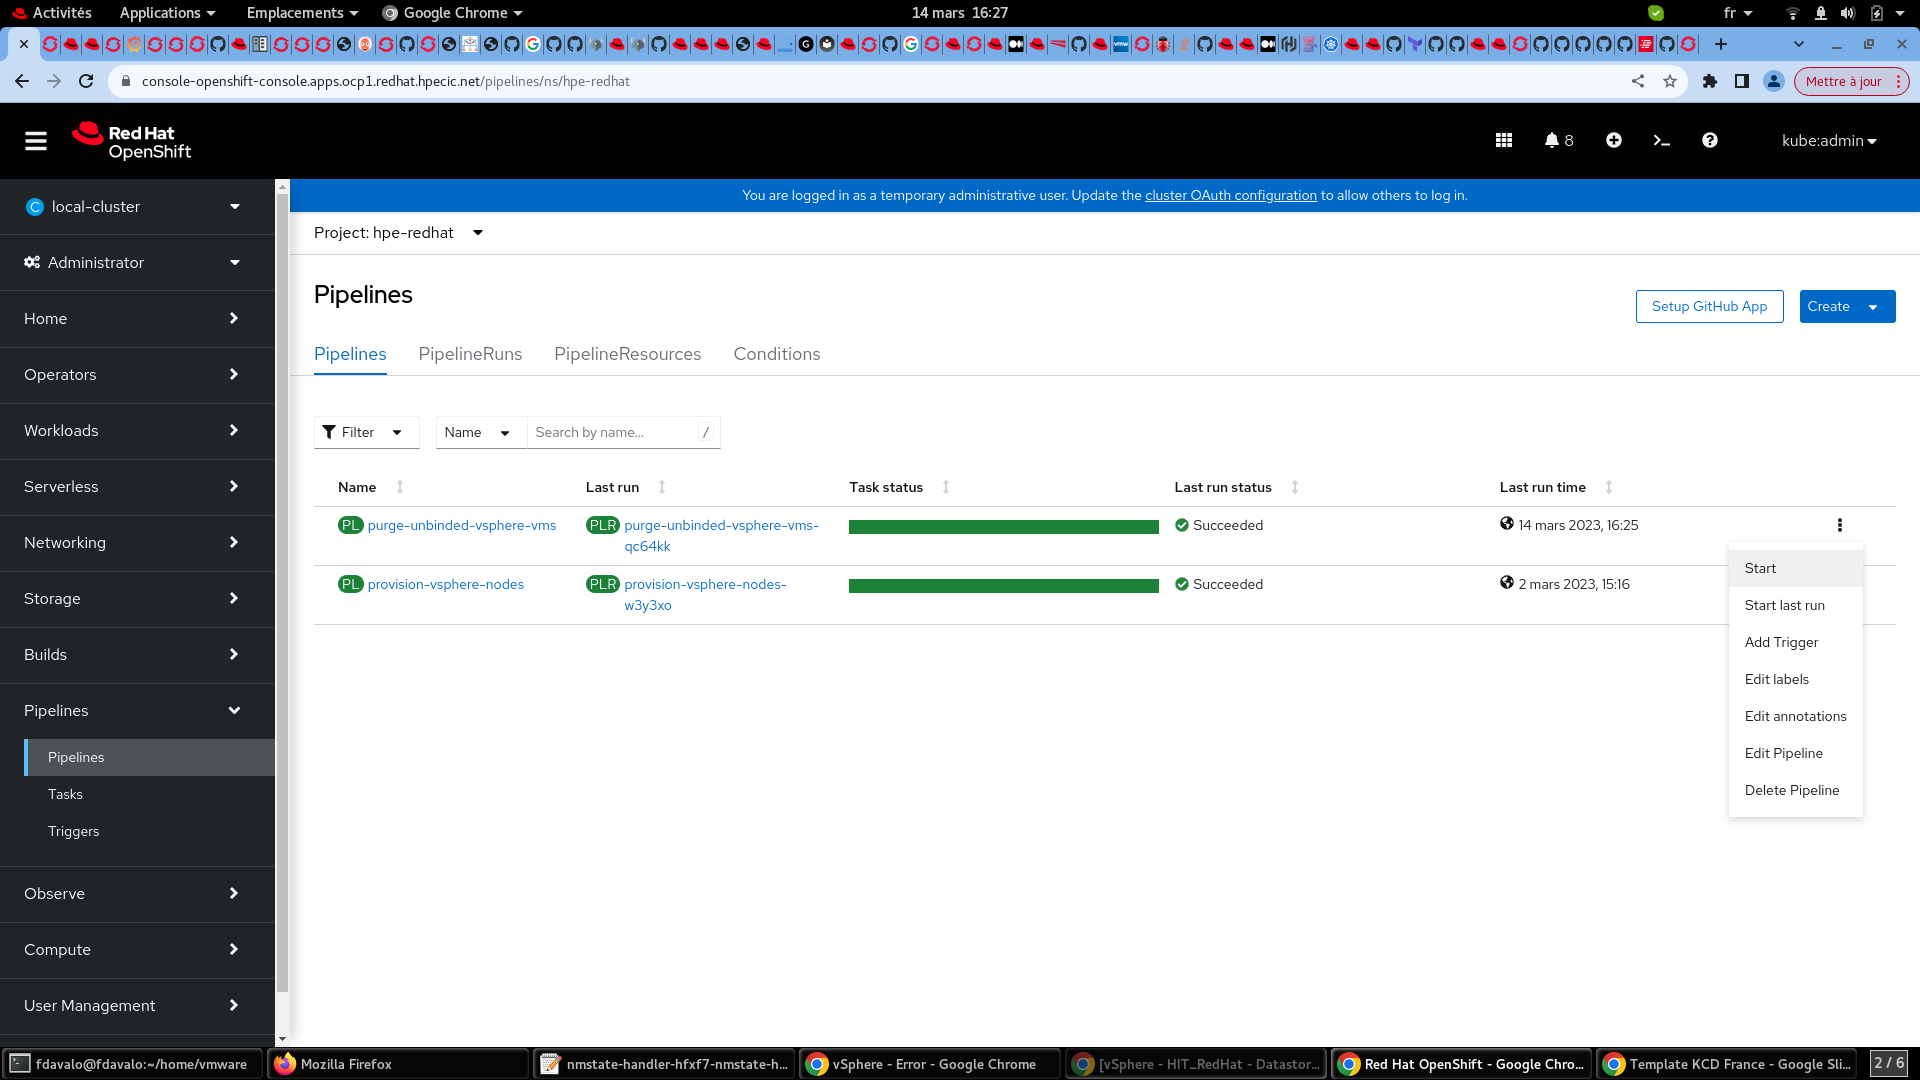 Activités
Applications
Emplacements
Google Chrome
14 mars 16:27
fr
console-openshift-console.apps.ocp1.redhat.hpecic.net/pipelines/ns/hpe-redhat
Mettre à jour
Red Hat
OpenShift
8
kube:admin
You are logged in as a temporary administrative user. Update the cluster OAuth configuration to allow others to log in.
C local-cluster
Administrator
Home
Operators
Workloads
Serverless
Networking
Storage
Builds
Pipelines
Pipelines
Tasks
Triggers
Observe
Compute
User Management
Project: hpe-redhat
Pipelines
Setup GitHub App
Create
Pipelines
PipelineRuns
PipelineResources
Conditions
Filter
Name
Search by name...
/
Name
Last run
Task status
Last run status
Last run time
PL purge-unbinded-vsphere-vms
PLR purge-unbinded-vsphere-vms-
qc64kk
Succeeded
14 mars 2023, 16:25
PL provision-vsphere-nodes
PLR provision-vsphere-nodes-
w3y3xo
Succeeded
2 mars 2023, 15:16
Start
Start last run
Add Trigger
Edit labels
Edit annotations
Edit Pipeline
Delete Pipeline
fdavalo@fdavalo:~/home/vmware
Mozilla Firefox
nmstate-handler-hfxf7-nmstate-h...
vSphere - Error - Google Chrome
[vSphere - HIT_RedHat - Datastor...
Red Hat OpenShift - Google Chro...
Template KCD France - Google Sli...
2 / 6